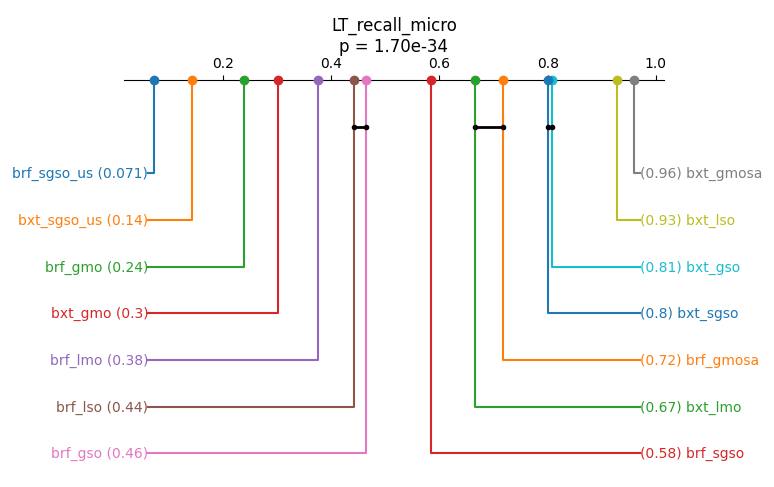 LT_recall_micro
p = 1.70e-34
0.2 0.4 0.6 0.8 1.0
brf_sgso_us (0.071)
bxt_sgso_us (0.14)
brf_gmo (0.24)
bxt_gmo (0.3)
brf_lmo (0.38)
brf_lso (0.44)
brf_gso (0.46)
(0.96) bxt_gmosa
(0.93) bxt_lso
(0.81) bxt_gso
(0.8) bxt_sgso
(0.72) brf_gmosa
(0.67) bxt_lmo
(0.58) brf_sgso